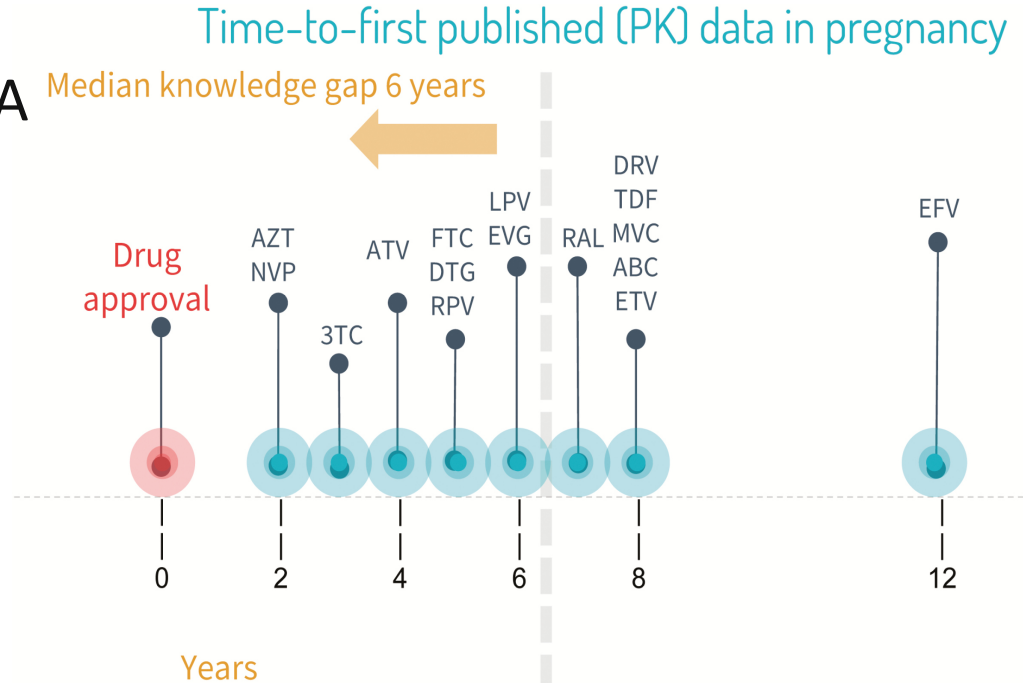 Time-to-first published (PK) data in pregnancy
A
Median knowledge gap 6 years
Drug
approval
AZT
NVP
3TC
ATV
FTC
DTG
RPV
LPV
EVG
RAL
DRV
TDF
MVC
ABC
ETV
EFV
0 2 4 6 8 12
Years